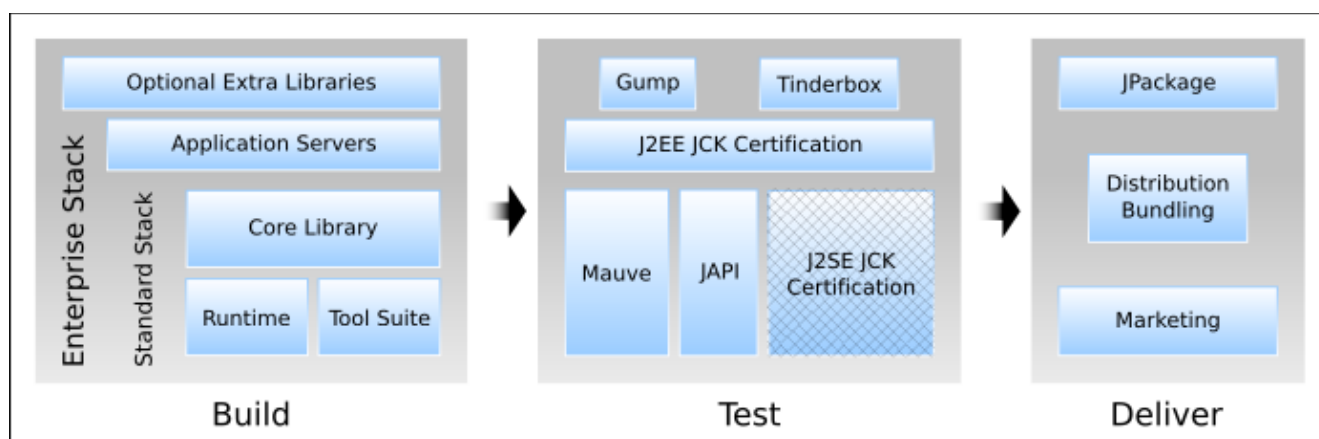 Optional Extra Libraries
Application Servers
Enterprise Stack
Standard Stack
Core Library
Runtime
Tool Suite
Build
Gump
Tinderbox
J2EE JCK Certification
Mauve
JAPI
J2SE JCK
Certification
Test
JPackage
Distribution
Bundling
Marketing
Deliver